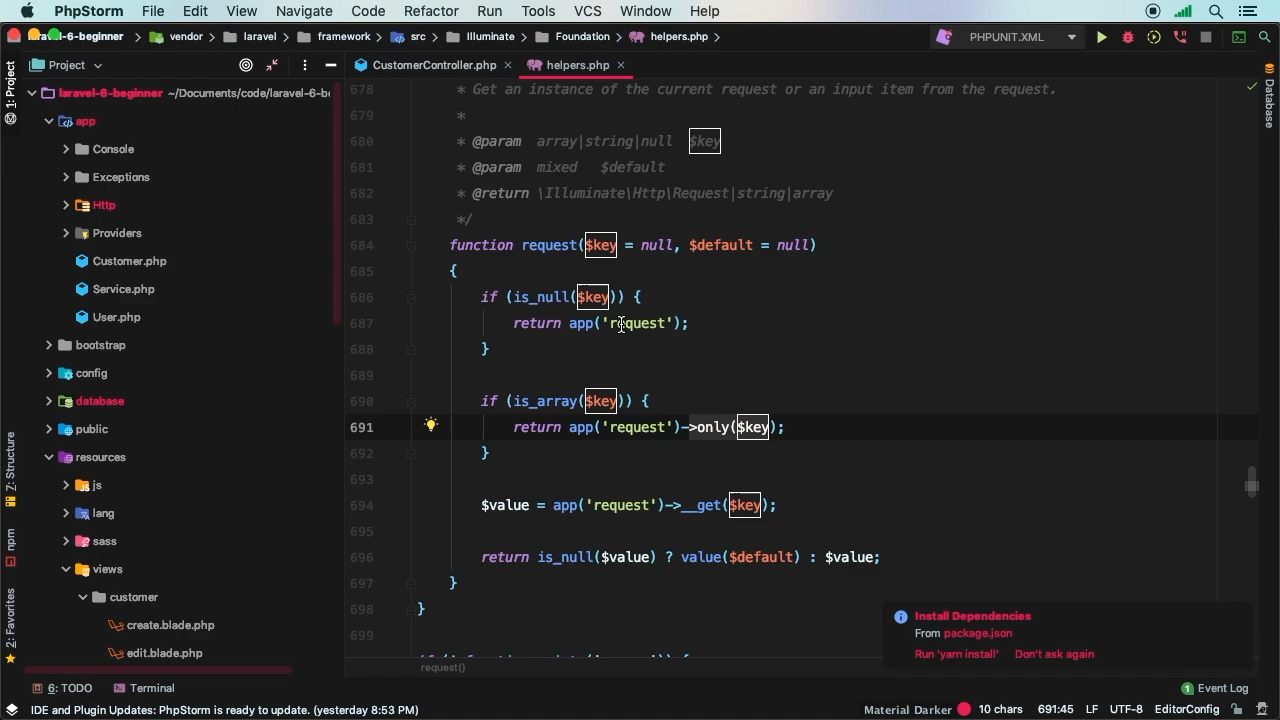 PhpStorm File Edit View Navigate Code Refactor Run Tools VCS Window Help
laravel-6-beginner vendor laravel framework src Illuminate Foundation helpers.php PHPUNIT.XML
Project CustomerController.php helpers.php
1: Project
Z: Structure
npm
2: Favorites
Database
laravel-6-beginner ~/Documents/code/laravel-6-b
app
Console
Exceptions
Http
Providers
Customer.php
Service.php
User.php
bootstrap
config
database
public
resources
js
lang
sass
views
customer
create.blade.php
edit.blade.php
678 * Get an instance of the current request or an input item from the request.
679 *
680 * @param array|string|null $key
681 * @param mixed $default
682 * @return \Illuminate\Http\Request|string|array
683 */
684 function request($key = null, $default = null)
685 {
686 if (is_null($key)) {
687 return app('request');
688 }
689
690 if (is_array($key)) {
691 return app('request')->only($key);
692 }
693
694 $value = app('request')->__get($key);
695
696 return is_null($value) ? value($default) : $value;
697 }
698 }
699
request()
Install Dependencies
From package.json
Run 'yarn install' Don't ask again
6: TODO Terminal 1 Event Log
IDE and Plugin Updates: PhpStorm is ready to update. (yesterday 8:53 PM) Material Darker 10 chars 691:45 LF UTF-8 EditorConfig